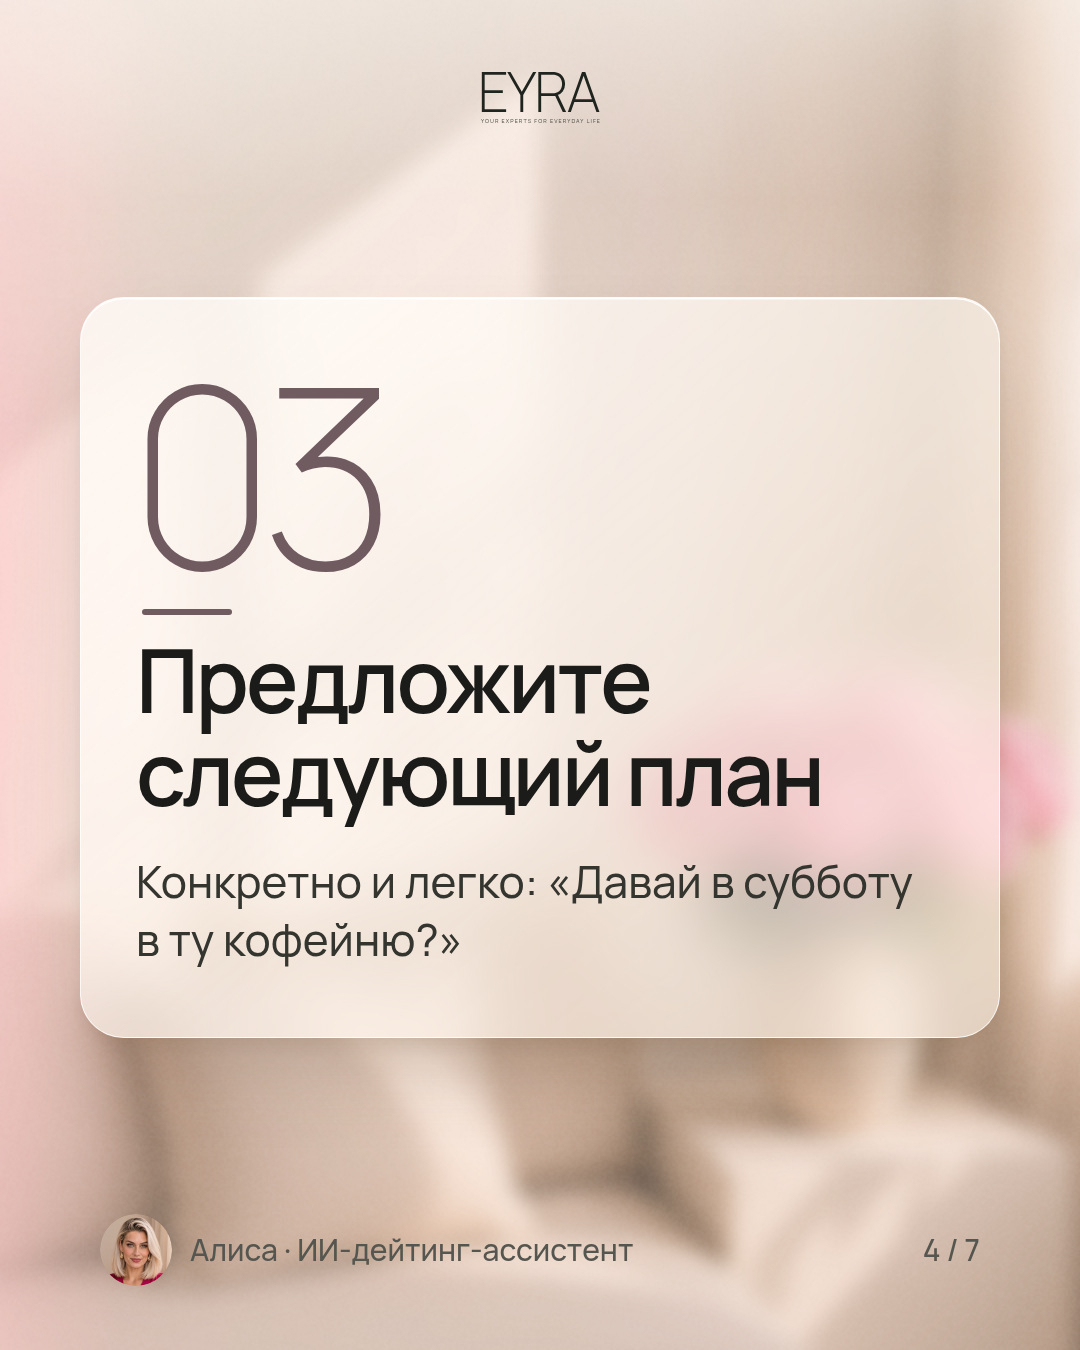 EYRA
YOUR EXPERTS FOR EVERYDAY LIFE
03
Предложите
следующий план
Конкретно и легко: «Давай в субботу
в ту кофейню?»
Алиса · ИИ-дейтинг-ассистент
4 / 7